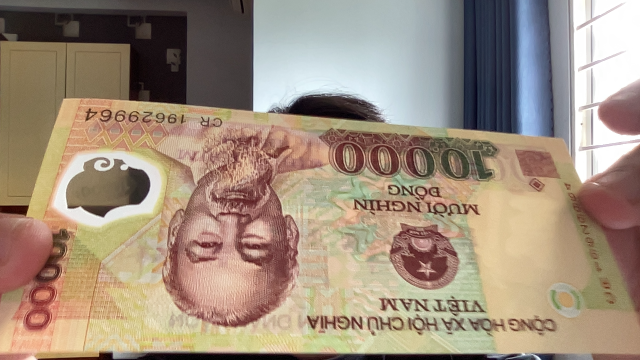 CỘNG HÒA XÃ HỘI CHỦ NGHĨA
VIỆT NAM
MƯỜI NGHÌN
ĐỒNG
10000
CR 19629964
10000